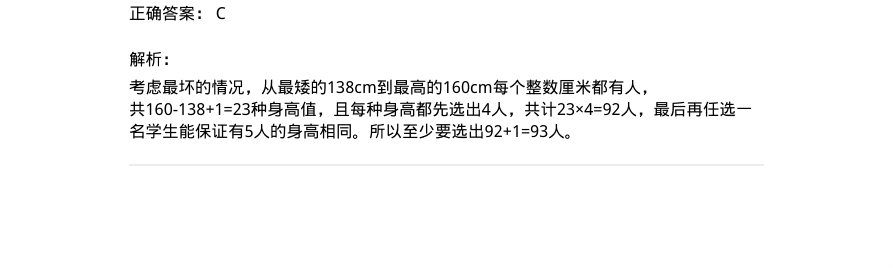 正确答案： C
解析：
考虑最坏的情况，从最矮的138cm到最高的160cm每个整数厘米都有人，
共160-138+1=23种身高值，且每种身高都先选出4人，共计23×4=92人，最后再任选一
名学生能保证有5人的身高相同。所以至少要选出92+1=93人。